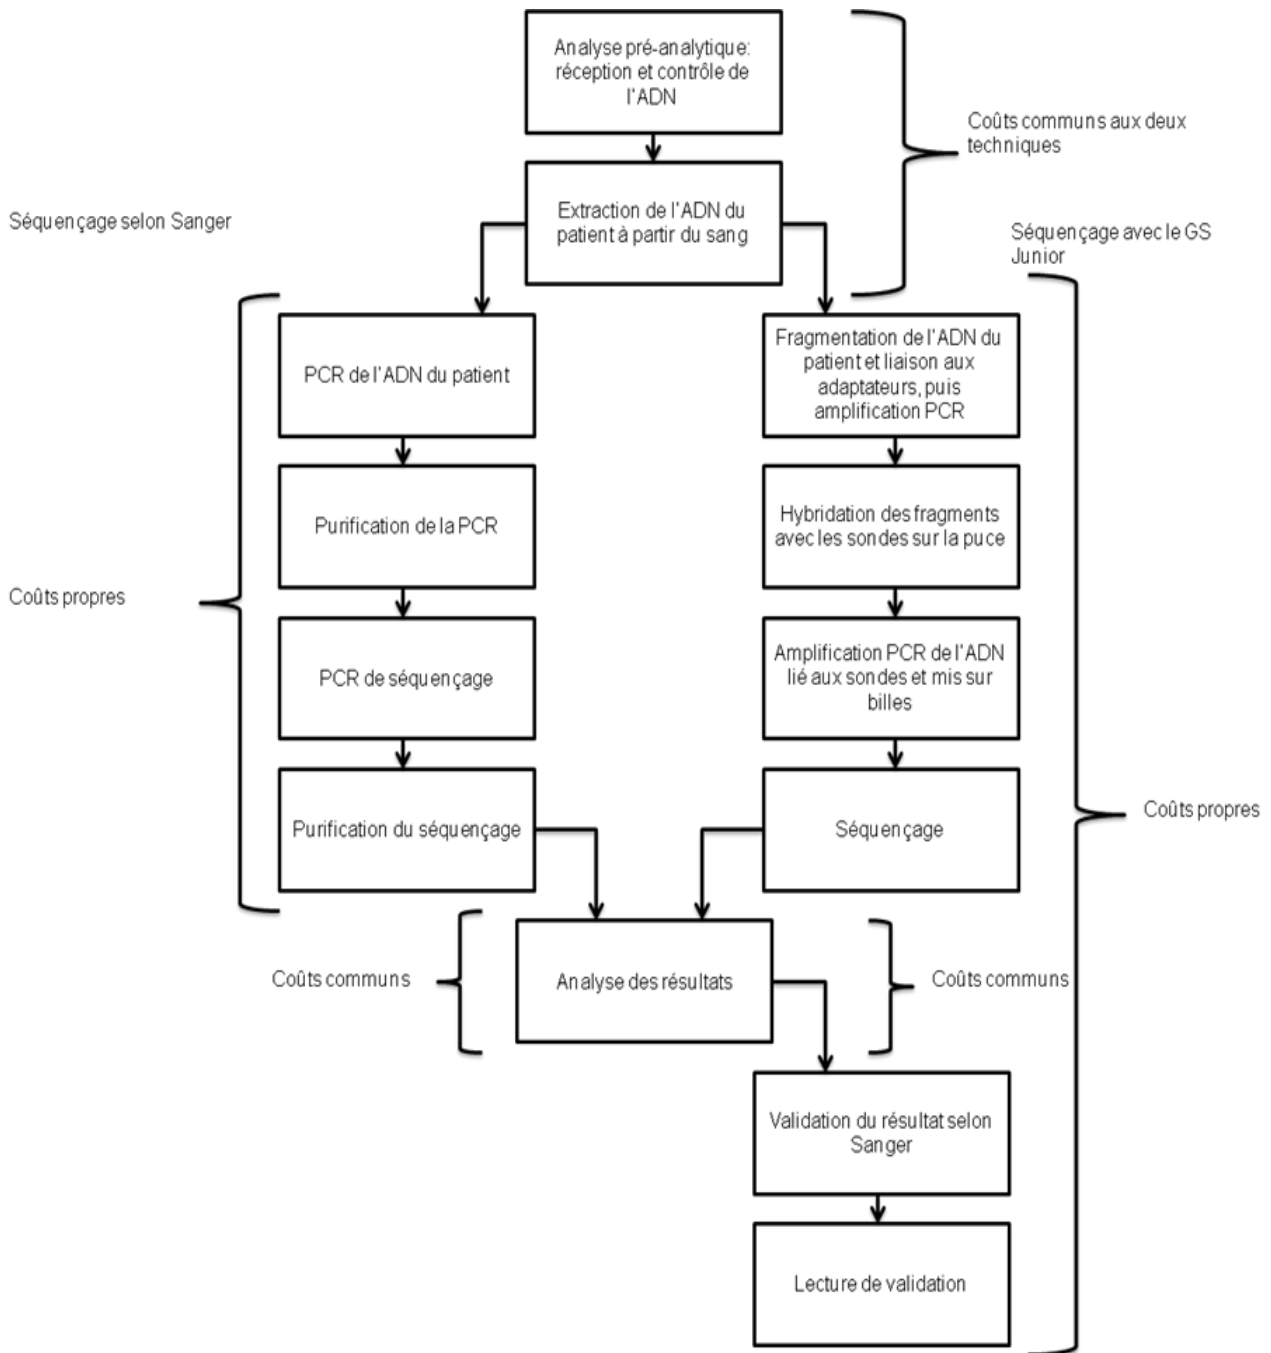 Analyse pré-analytique:
réception et contrôle de
l'ADN
Coûts communs aux deux
techniques
Extraction de l'ADN du
patient à partir du sang
Séquençage selon Sanger
Séquençage avec le GS
Junior
PCR de l'ADN du patient
Fragmentation de l'ADN du
patient et liaison aux
adaptateurs, puis
amplification PCR
Purification de la PCR
Hybridation des fragments
avec les sondes sur la puce
Coûts propres
PCR de séquençage
Amplification PCR de l'ADN
lié aux sondes et mis sur
billes
Purification du séquençage
Séquençage
Coûts propres
Coûts communs
Analyse des résultats
Coûts communs
Validation du résultat selon
Sanger
Lecture de validation